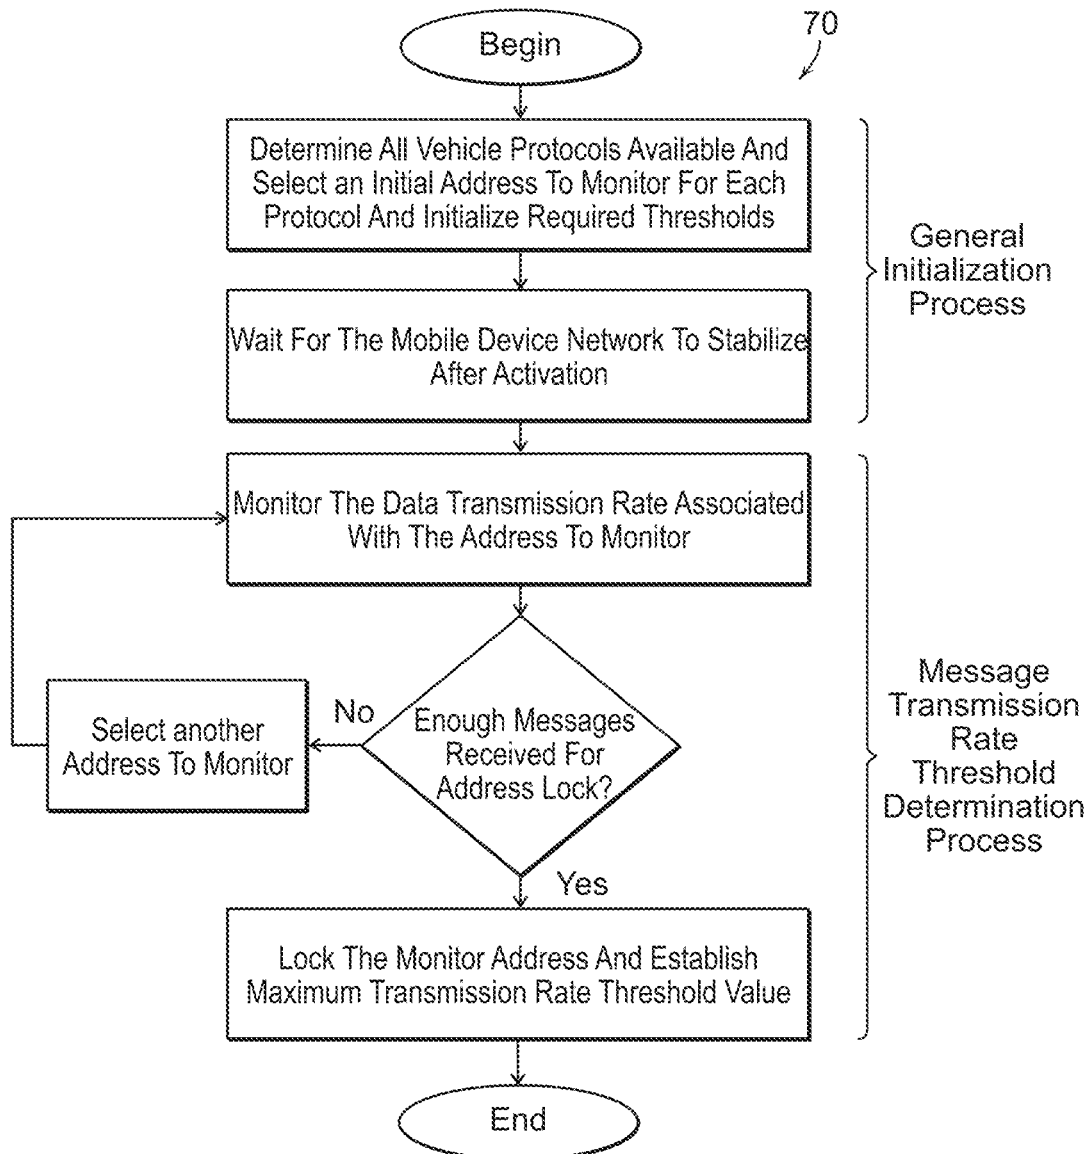 Begin
70
Determine All Vehicle Protocols Available And
Select an Initial Address To Monitor For Each
Protocol And Initialize Required Thresholds
General
Initialization
Process
Wait For The Mobile Device Network To Stabilize
After Activation
Monitor The Data Transmission Rate Associated
With The Address To Monitor
Select another
Address To Monitor
No
Enough Messages
Received For
Address Lock?
Message
Transmission
Rate
Threshold
Determination
Process
Yes
Lock The Monitor Address And Establish
Maximum Transmission Rate Threshold Value
End